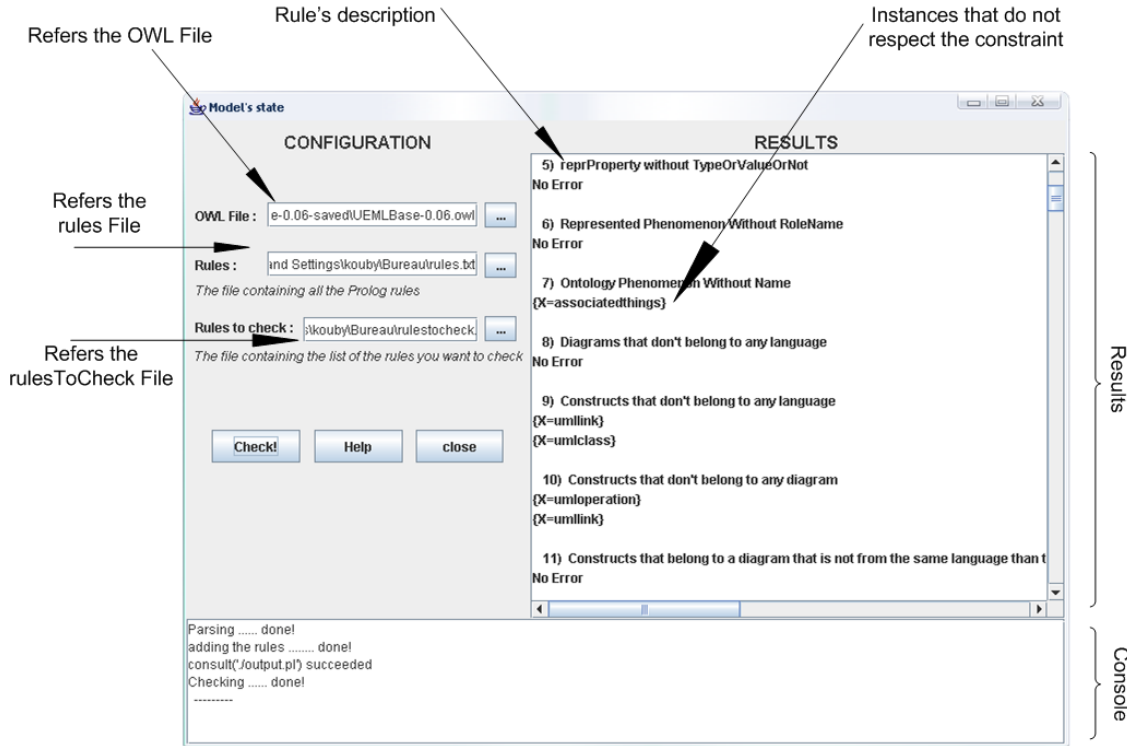 Rule's description
Instances that do not
respect the constraint
Refers the OWL File
Model's state
CONFIGURATION
RESULTS
Refers the
rules File
OWL File :
e-0.06-saved\UEMLBase-0.06.owl
...
Rules :
and Settings\kouby\Bureau\rules.txt
...
The file containing all the Prolog rules
Rules to check :
s\kouby\Bureau\rulestocheck.
...
The file containing the list of the rules you want to check
Refers the
rulesToCheck File
Check!
Help
close
5) reprProperty without TypeOrValueOrNot
No Error
6) Represented Phenomenon Without RoleName
No Error
7) Ontology Phenomenon Without Name
{X=associatedthings}
8) Diagrams that don't belong to any language
No Error
9) Constructs that don't belong to any language
{X=umllink}
{X=umlclass}
10) Constructs that don't belong to any diagram
{X=umloperation}
{X=umllink}
11) Constructs that belong to a diagram that is not from the same language than t
No Error
Results
Parsing ...... done!
adding the rules ........ done!
consult('./output.pl') succeeded
Checking ...... done!
---------
Console